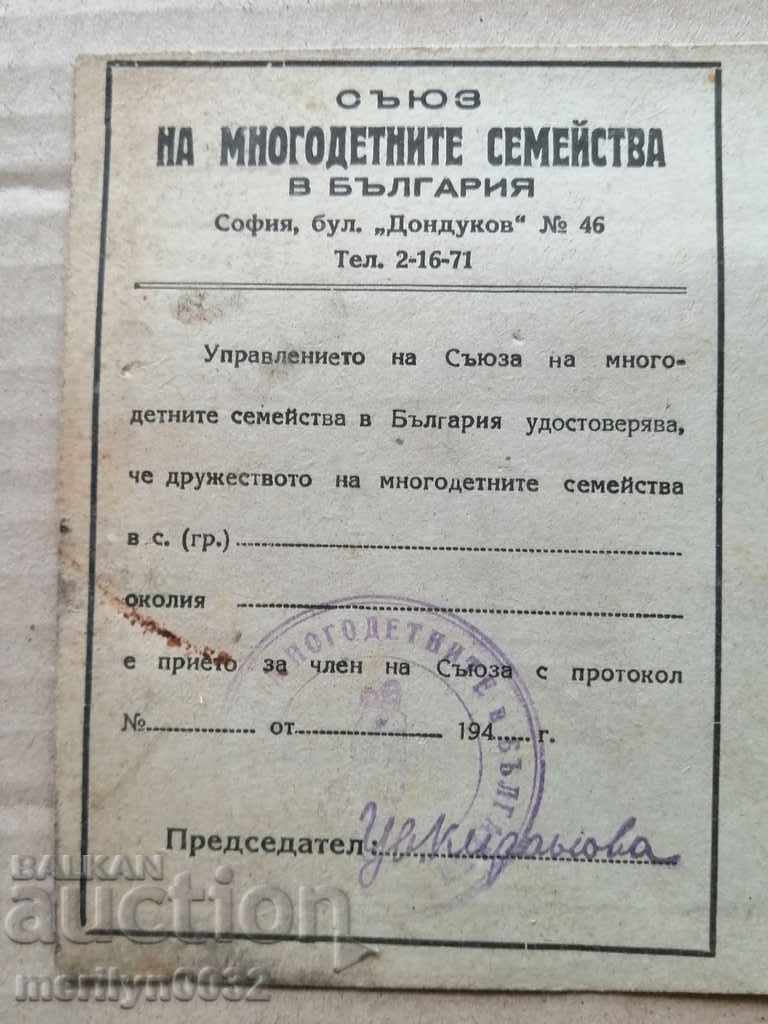 СЪЮЗ
НА МНОГОДЕТНИТЕ СЕМЕЙСТВА
В БЪЛГАРИЯ
София, бул. „Дондуков“ № 46
Тел. 2-16-71
Управлението на Съюза на много-
детните семейства в България удостоверява,
че дружеството на многодетните семейства
в с. (гр.)
околия
е прието за член на Съюза с протокол
№ от 194 г.
МНОГОДЕТНИТЕ В БЪЛГ
Председател:
BALKAN
auction
merilyn0032